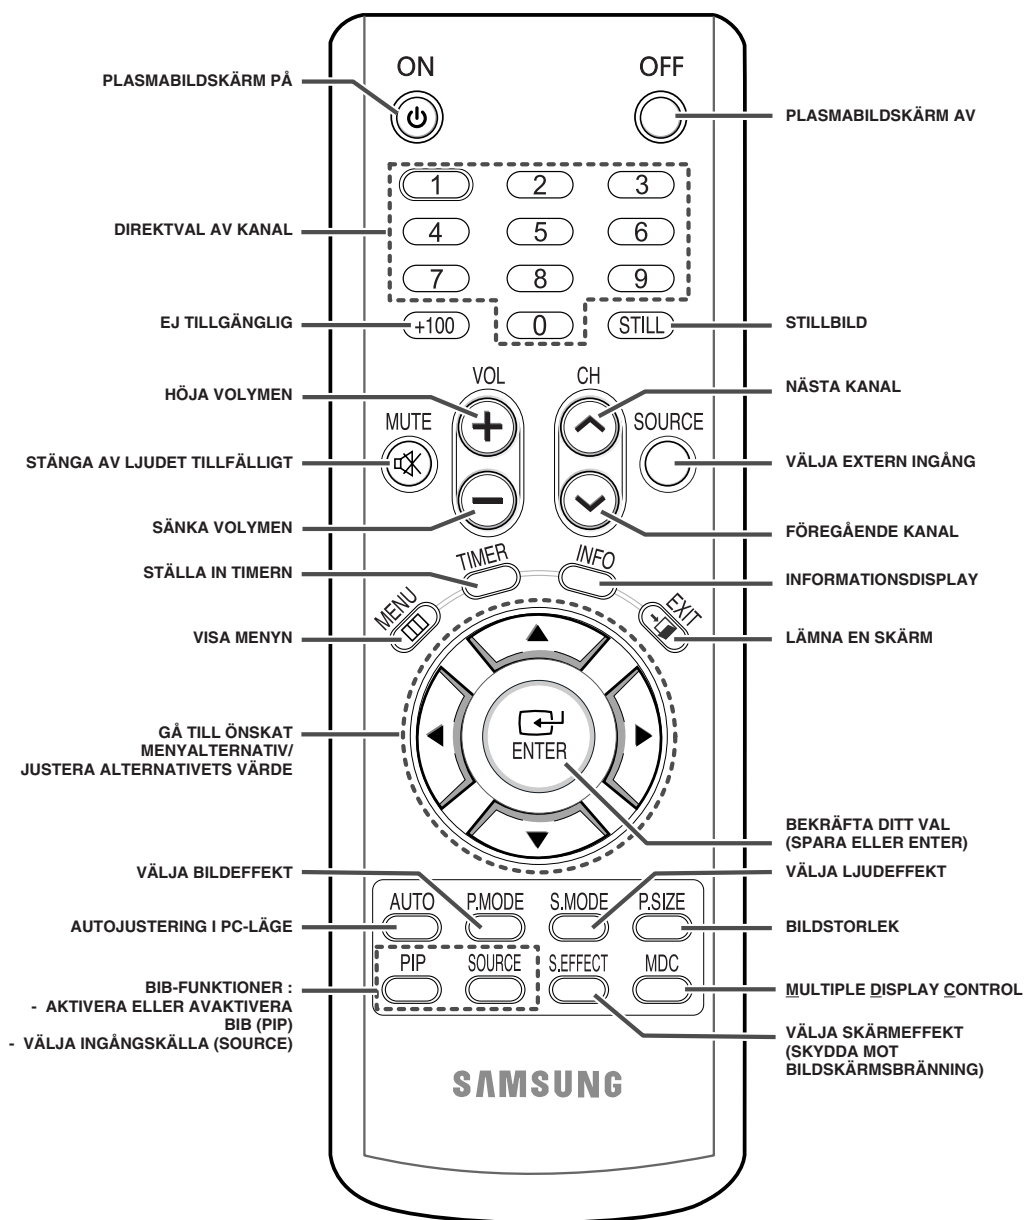 ON
OFF
PLASMABILDSKÄRM PÅ
PLASMABILDSKÄRM AV
1
2
3
DIREKTVAL AV KANAL
4
5
6
7
8
9
EJ TILLGÄNGLIG
+100
0
STILL
STILLBILD
VOL
CH
HÖJA VOLYMEN
NÄSTA KANAL
MUTE
SOURCE
STÄNGA AV LJUDET TILLFÄLLIGT
VÄLJA EXTERN INGÅNG
SÄNKA VOLYMEN
FÖREGÅENDE KANAL
TIMER
INFO
STÄLLA IN TIMERN
INFORMATIONSDISPLAY
MENU
EXIT
VISA MENYN
LÄMNA EN SKÄRM
GÅ TILL ÖNSKAT
MENYALTERNATIV/
JUSTERA ALTERNATIVETS VÄRDE
ENTER
BEKRÄFTA DITT VAL
(SPARA ELLER ENTER)
VÄLJA BILDEFFEKT
VÄLJA LJUDEFFEKT
AUTO
P.MODE
S.MODE
P.SIZE
AUTOJUSTERING I PC-LÄGE
BILDSTORLEK
PIP
SOURCE
S.EFFECT
MDC
BIB-FUNKTIONER :
- AKTIVERA ELLER AVAKTIVERA
BIB (PIP)
- VÄLJA INGÅNGSKÄLLA (SOURCE)
MULTIPLE DISPLAY CONTROL
VÄLJA SKÄRMEFFEKT
(SKYDDA MOT
BILDSKÄRMSBRÄNNING)
SAMSUNG